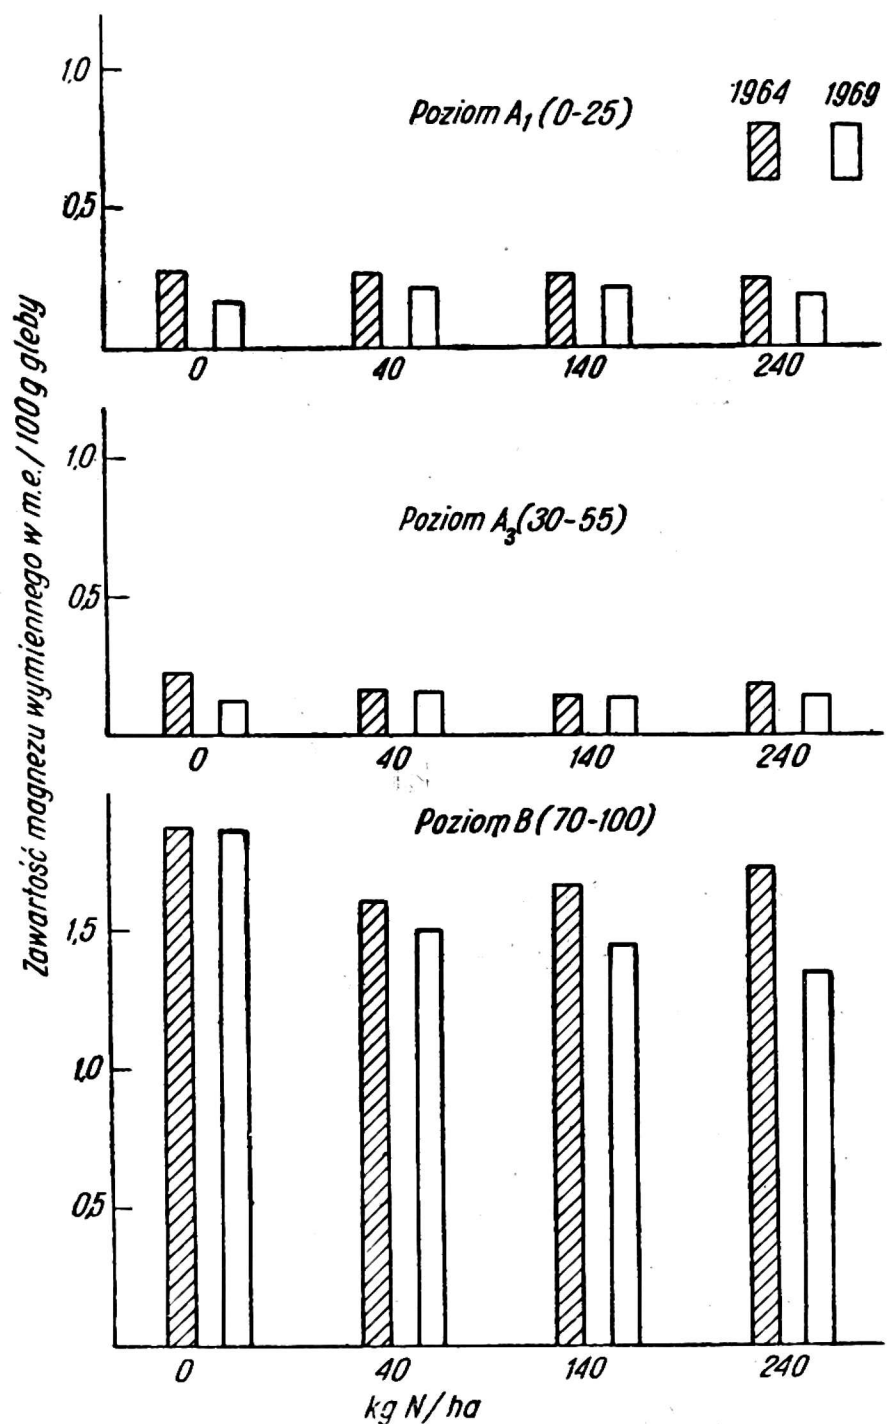 Zawartość magnezu wymiennego w m.e./100g gleby
1,0
0,5
Poziom A1 (0-25)
1964 1969
0 40 140 240
1,0
0,5
Poziom A3 (30-55)
0 40 140 240
Poziom B (70-100)
1,5
1,0
0,5
0 40 140 240
kg N/ha